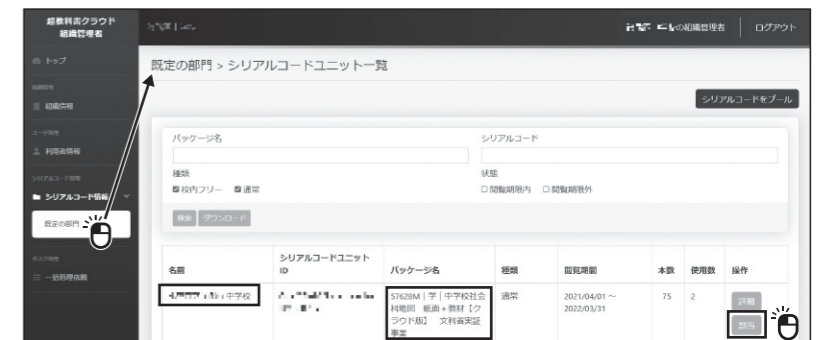 超教科書クラウド
組織管理者
の組織管理者
ログアウト
トップ
既定の部門 > シリアルコードユニット一覧
組織情報
シリアルコードをプール
利用者情報
パッケージ名
シリアルコード
種類
状態
校内フリー
通常
閲覧期限内
閲覧期限外
シリアルコード情報
既定の部門
検索
ダウンロード
一括処理依頼
名前
シリアルコードユニット
ID
パッケージ名
種類
閲覧期間
本数
使用数
操作
中学校
57628M | 学 | 中学校社会
科地図 紙面+教材【ク
ラウド版】 文科省実証
事業
通常
2021/04/01 ~
2022/03/31
75
2
詳細
割当